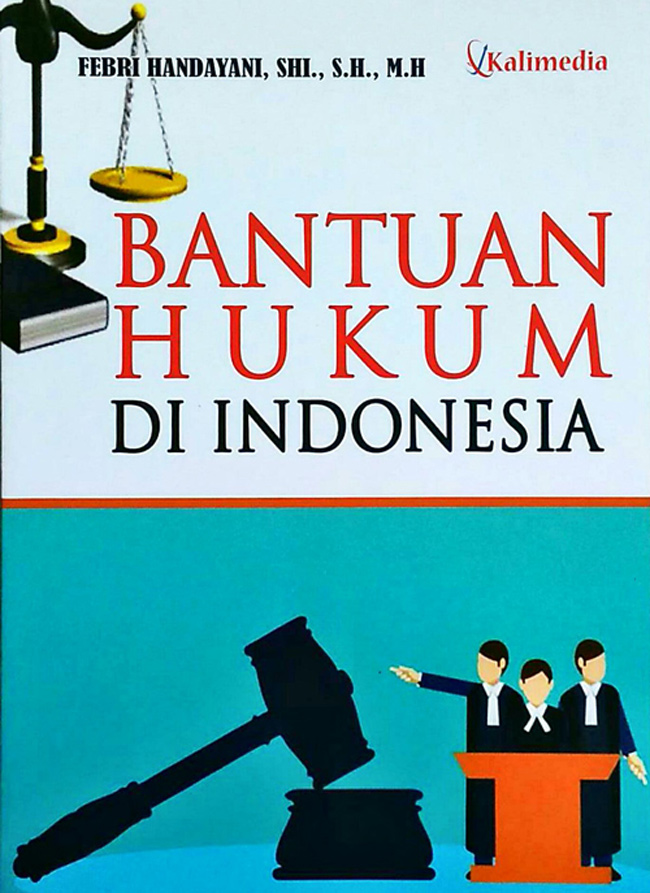 FEBRI HANDAYANI, SHI., S.H., M.H
Kalimedia
BANTUAN
HUKUM
DI INDONESIA